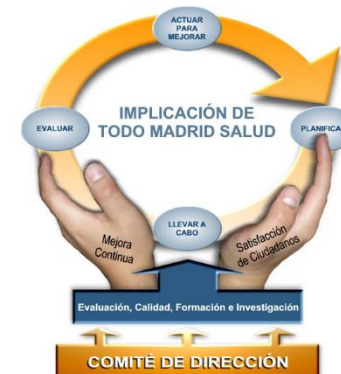 ACTUAR
PARA
MEJORAR
IMPLICACIÓN DE
TODO MADRID SALUD
EVALUAR
PLANIFICA
LLEVAR A
CABO
Mejora
Continua
Satisfacción
de Ciudadanos
Evaluación, Calidad, Formación e Investigación
COMITÉ DE DIRECCIÓN